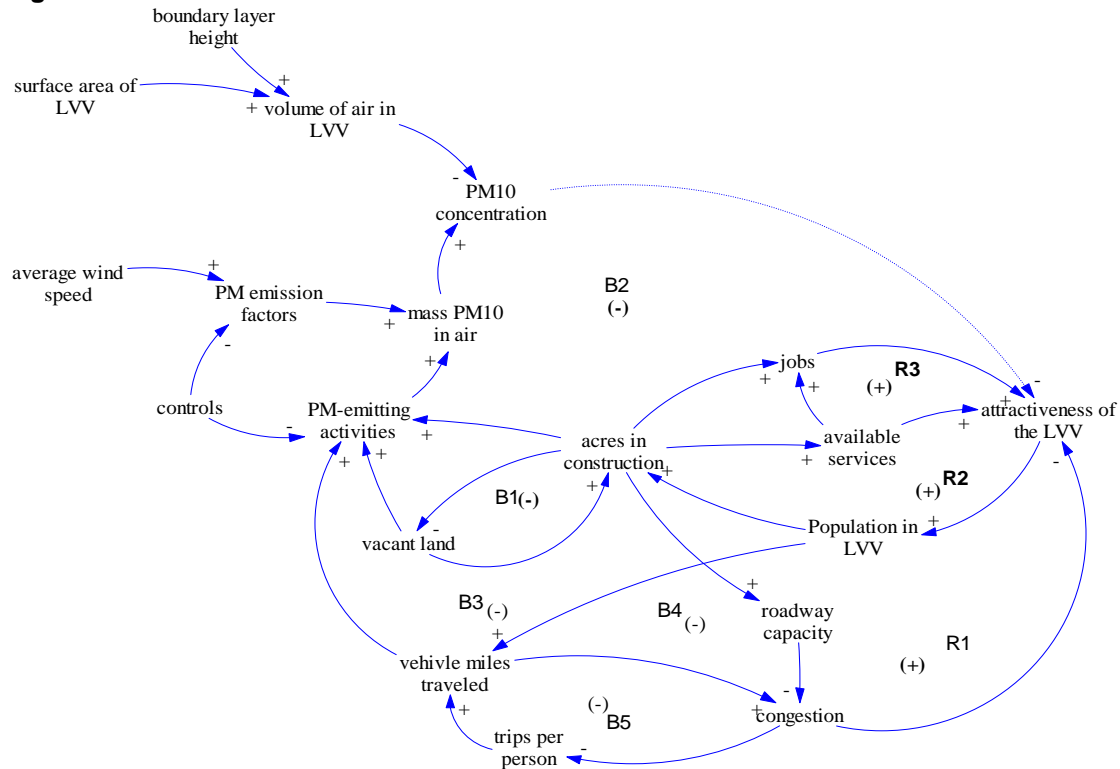 boundary layer
height
surface area of
LVV
+
+
volume of air in
LVV
-
PM10
concentration
+
average wind
speed
+
PM emission
factors
+
mass PM10
in air
B2
(-)
-
+
controls
-
PM-emitting
activities
+
+
+
acres in
construction
+
+
jobs
+
+
(+) R3
-
+
attractiveness of
the LVV
+
available
services
+
-
B1(-)
-
vacant land
(+) R2
+
Population in
LVV
B3 (-)
+
B4 (-)
+
roadway
capacity
R1
(+)
vehivle miles
traveled
+
(-)
B5
-
+
congestion
-
trips per
person